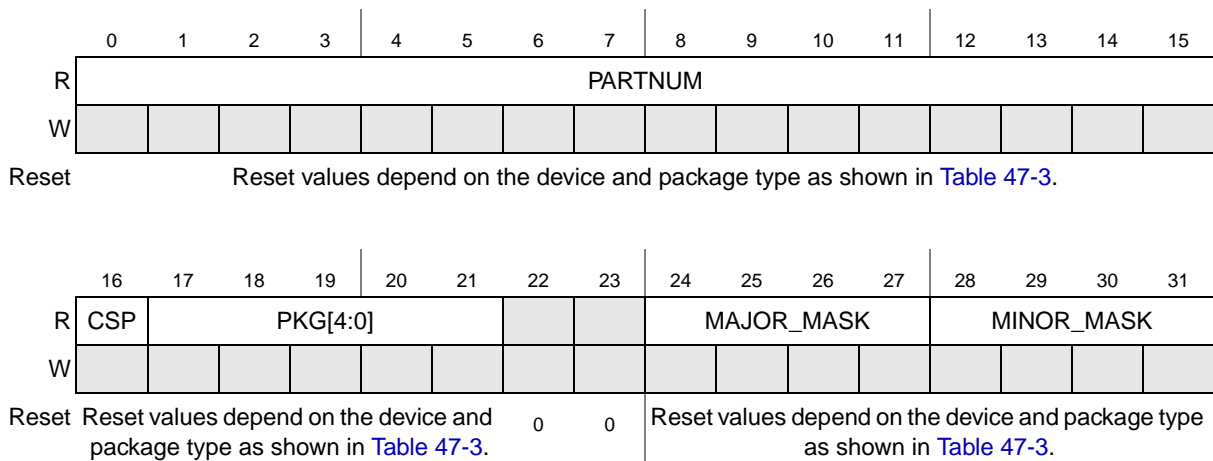 0 1 2 3 4 5 6 7 8 9 10 11 12 13 14 15
R PARTNUM
W
Reset Reset values depend on the device and package type as shown in Table 47-3.
16 17 18 19 20 21 22 23 24 25 26 27 28 29 30 31
R CSP PKG[4:0] MAJOR_MASK MINOR_MASK
W
Reset Reset values depend on the device and package type as shown in Table 47-3. 0 0 Reset values depend on the device and package type as shown in Table 47-3.